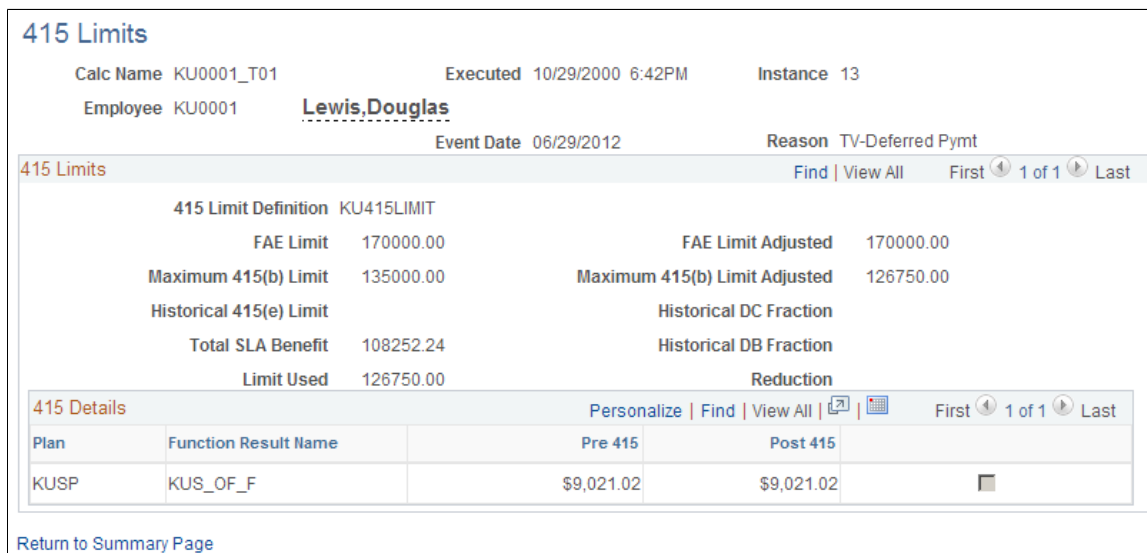 415 Limits
Calc Name KU0001_T01 Executed 10/29/2000 6:42PM Instance 13
Employee KU0001 Lewis,Douglas
Event Date 06/29/2012 Reason TV-Deferred Pymt
415 Limits Find | View All First 1 of 1 Last
415 Limit Definition KU415LIMIT
FAE Limit 170000.00 FAE Limit Adjusted 170000.00
Maximum 415(b) Limit 135000.00 Maximum 415(b) Limit Adjusted 126750.00
Historical 415(e) Limit Historical DC Fraction
Total SLA Benefit 108252.24 Historical DB Fraction
Limit Used 126750.00 Reduction
415 Details Personalize | Find | View All | | First 1 of 1 Last
Plan Function Result Name Pre 415 Post 415
KUSP KUS_OF_F $9,021.02 $9,021.02
Return to Summary Page